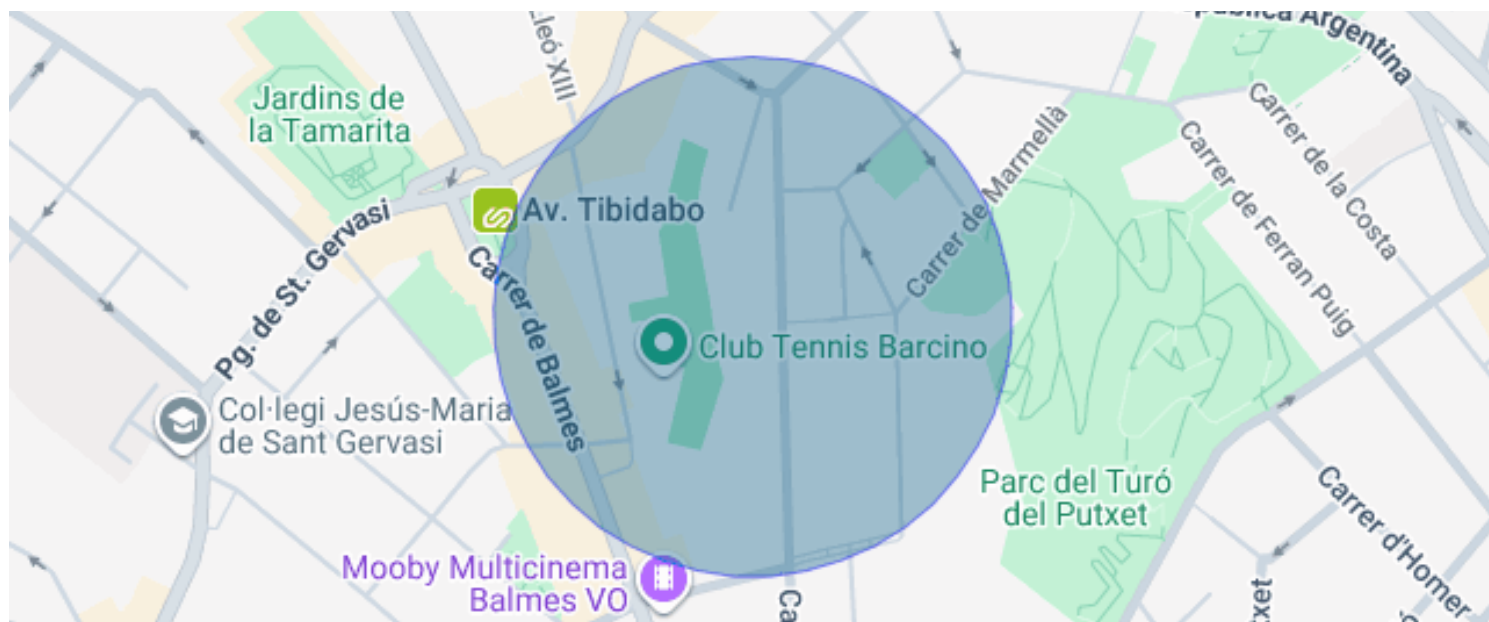 Lleó XIII
República Argentina
Jardins de
la Tamarita
Carrer de la Costa
Carrer de Marmellà
Carrer de Ferran Puig
Av. Tibidabo
Pg. de St. Gervasi
Carrer de Balmes
Club Tennis Barcino
Col·legi Jesús-Maria
de Sant Gervasi
Parc del Turó
del Putxet
Carrer d'Homer
Mooby Multicinema
Balmes VO
Ca
txet